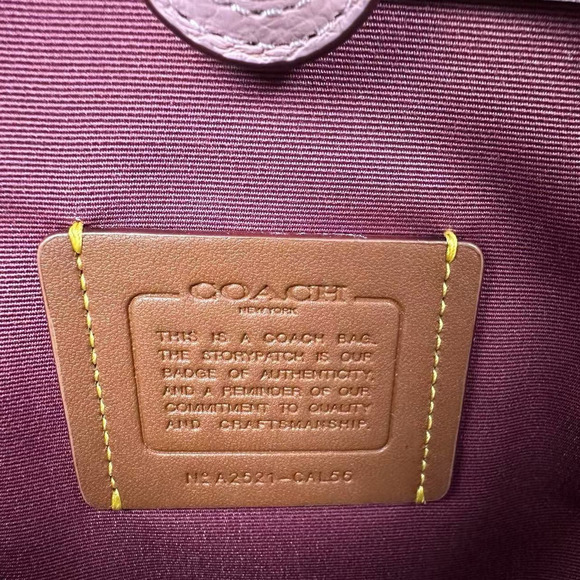 COACH
NEW YORK
THIS IS A COACH BAG.
THE STORYPATCH IS OUR
BADGE OF AUTHENTICITY,
AND A REMINDER OF OUR
COMMITMENT TO QUALITY
AND CRAFTSMANSHIP.
Nº A2521-CAL56